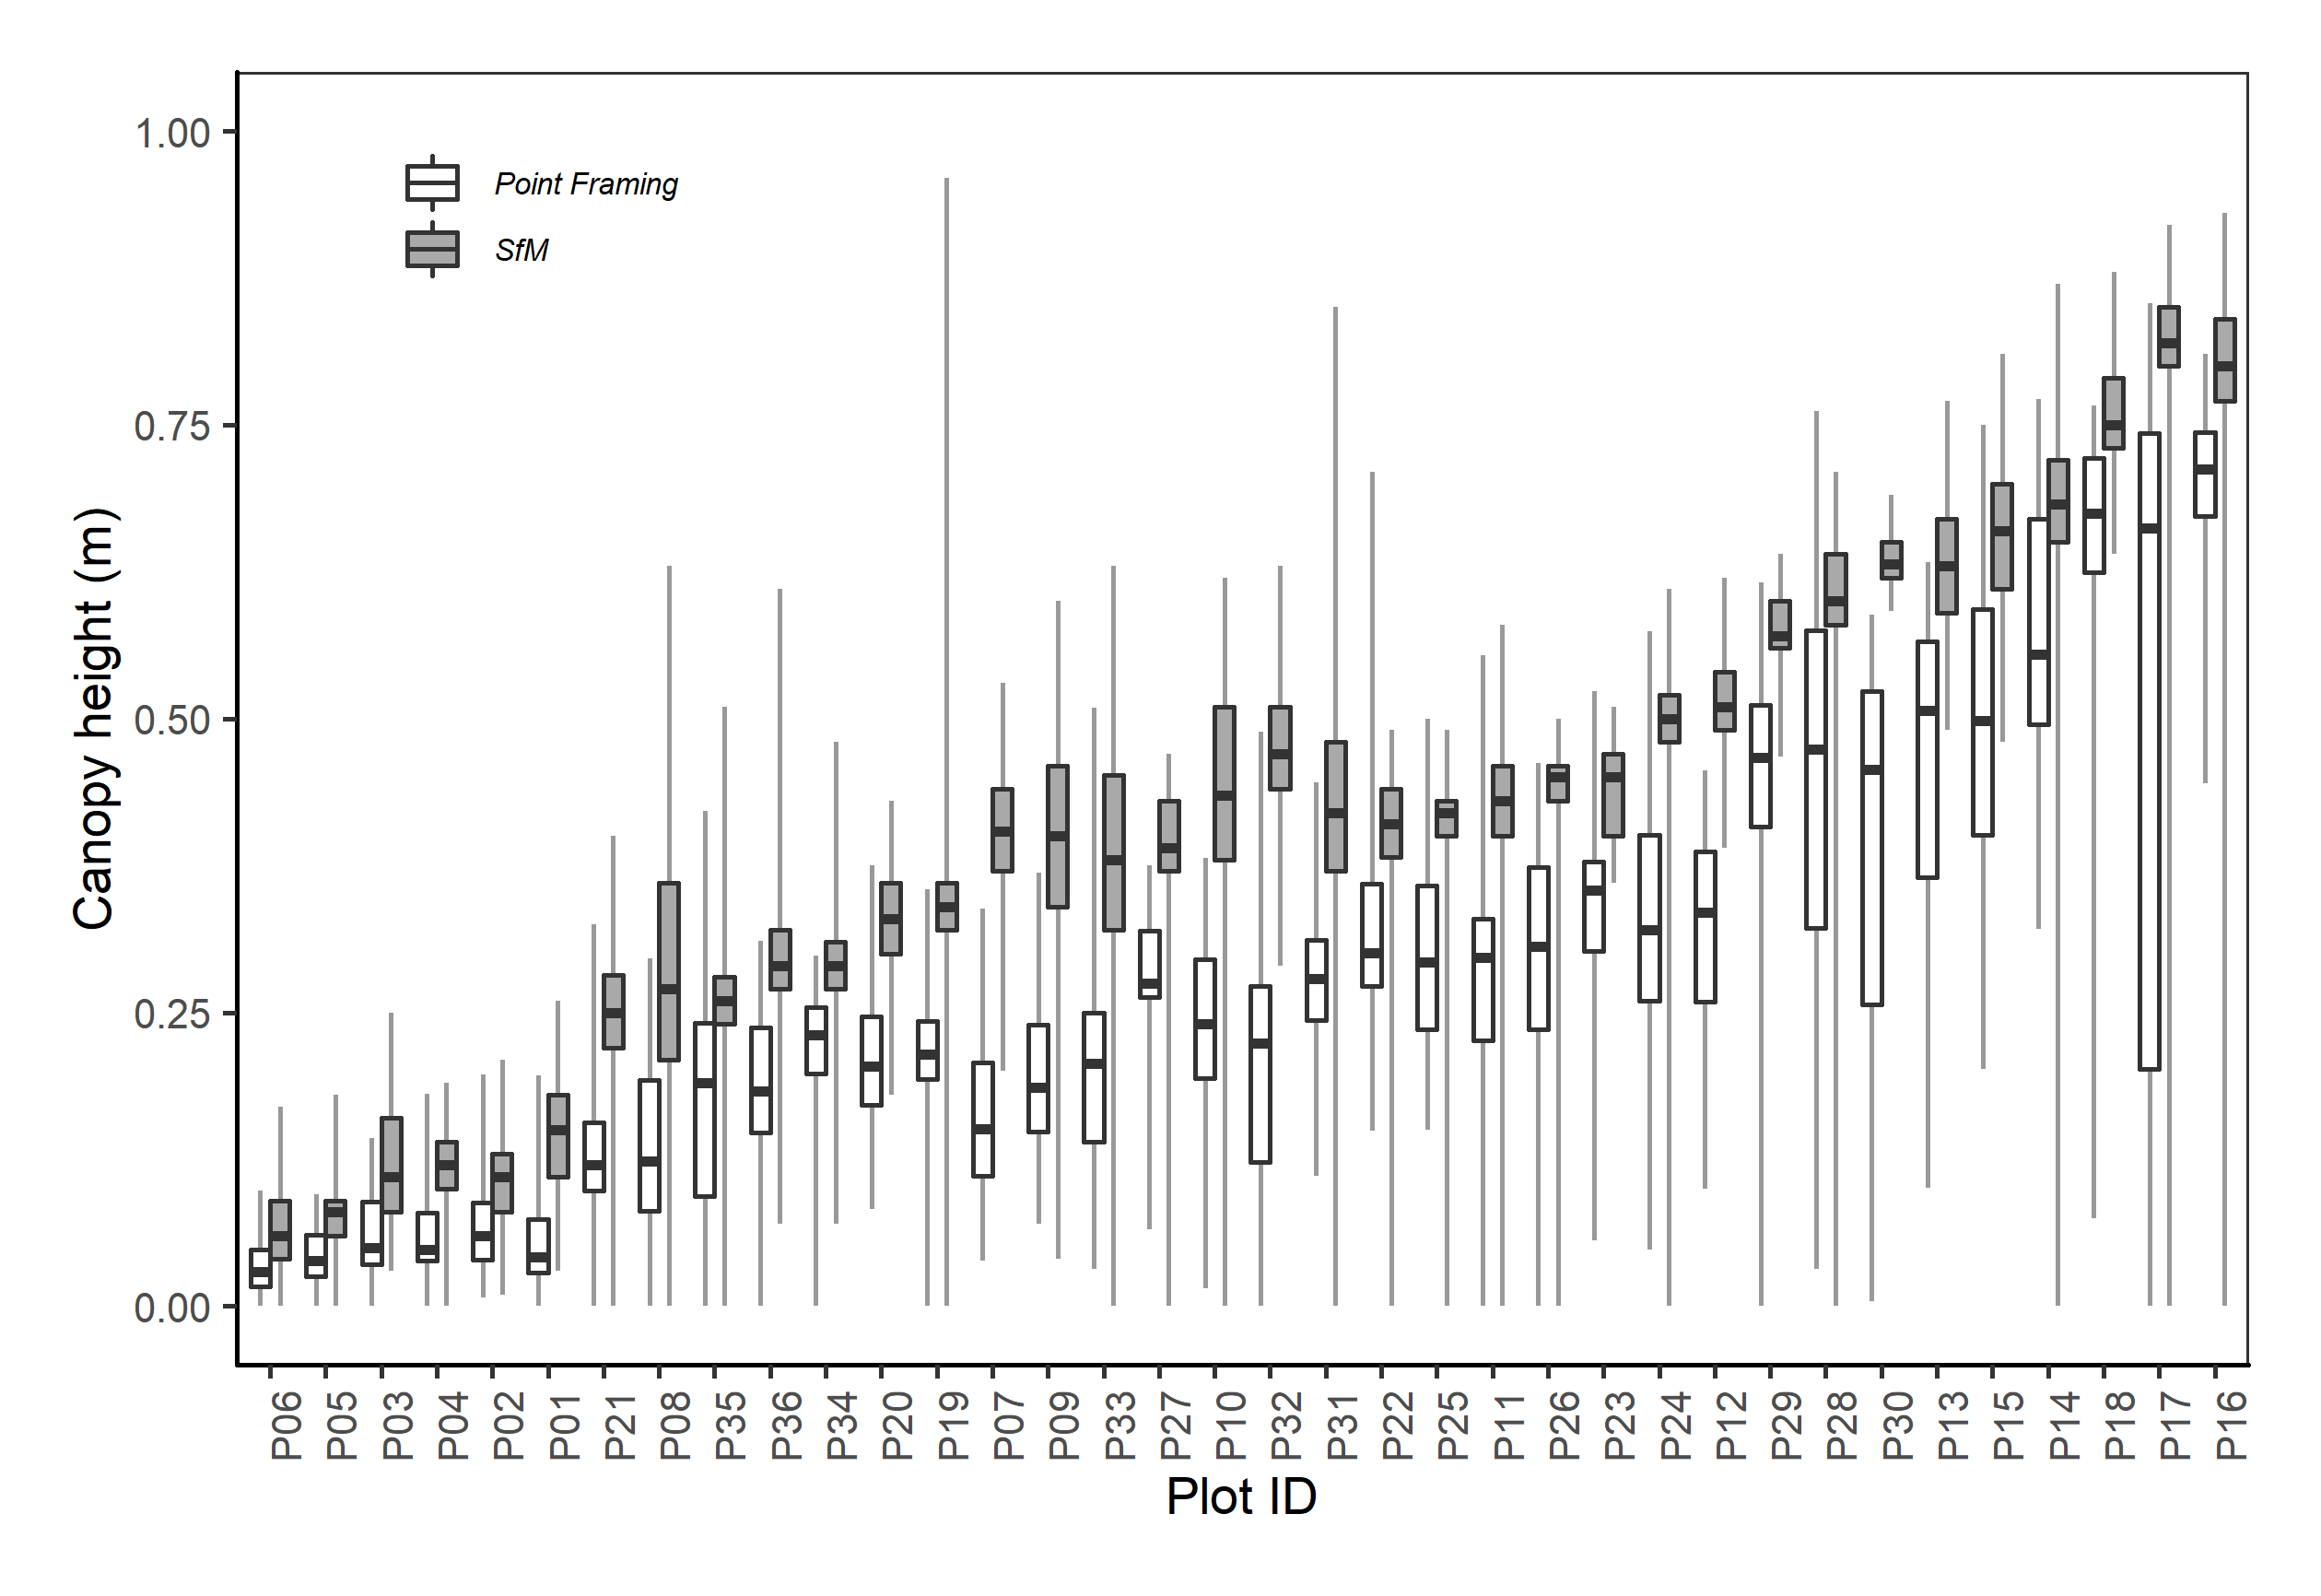 1.00
0.75
0.50
0.25
0.00
Canopy height (m)
Point Framing
SfM
P06 P05 P03 P04 P02 P01 P21 P08 P35 P36 P34 P20 P19 P07 P09 P33 P27 P10 P32 P31 P22 P25 P11 P26 P23 P24 P12 P29 P28 P30 P13 P15 P14 P18 P17 P16
Plot ID